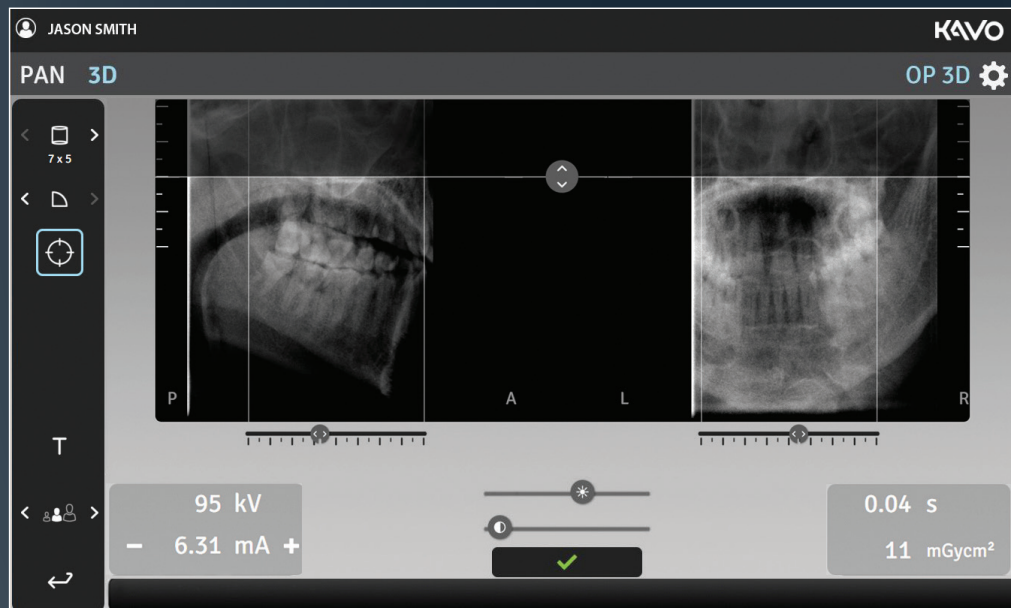 JASON SMITH
KAVO
PAN 3D
OP 3D
7 x 5
P A L R
T
95 kV
− 6.31 mA +
0.04 s
11 mGycm²